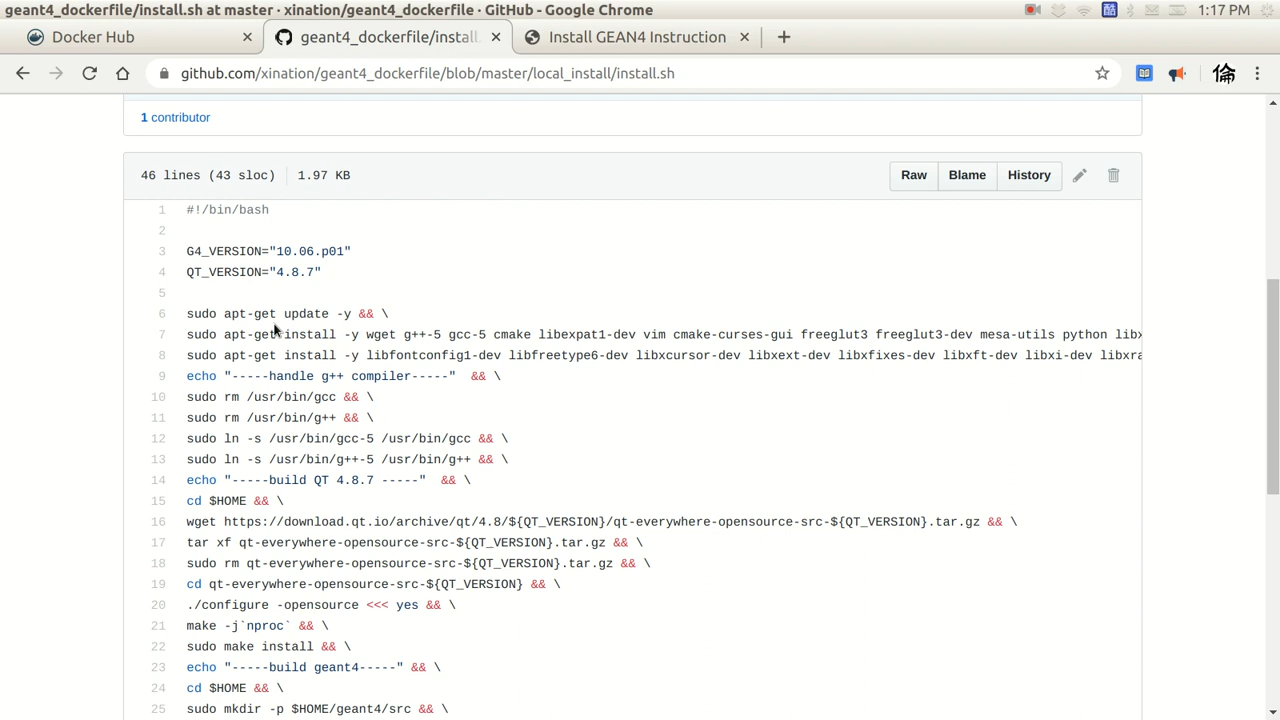 geant4_dockerfile/install.sh at master · xination/geant4_dockerfile · GitHub - Google Chrome
1:17 PM
Docker Hub
geant4_dockerfile/install.
Install GEAN4 Instruction
github.com/xination/geant4_dockerfile/blob/master/local_install/install.sh
倫
1 contributor
46 lines (43 sloc) 1.97 KB
Raw Blame History
1 #!/bin/bash
2
3 G4_VERSION="10.06.p01"
4 QT_VERSION="4.8.7"
5
6 sudo apt-get update -y && \
7 sudo apt-get install -y wget g++-5 gcc-5 cmake libexpat1-dev vim cmake-curses-gui freeglut3 freeglut3-dev mesa-utils python libx
8 sudo apt-get install -y libfontconfig1-dev libfreetype6-dev libxcursor-dev libxext-dev libxfixes-dev libxft-dev libxi-dev libxra
9 echo "-----handle g++ compiler-----" && \
10 sudo rm /usr/bin/gcc && \
11 sudo rm /usr/bin/g++ && \
12 sudo ln -s /usr/bin/gcc-5 /usr/bin/gcc && \
13 sudo ln -s /usr/bin/g++-5 /usr/bin/g++ && \
14 echo "-----build QT 4.8.7 -----" && \
15 cd $HOME && \
16 wget https://download.qt.io/archive/qt/4.8/${QT_VERSION}/qt-everywhere-opensource-src-${QT_VERSION}.tar.gz && \
17 tar xf qt-everywhere-opensource-src-${QT_VERSION}.tar.gz && \
18 sudo rm qt-everywhere-opensource-src-${QT_VERSION}.tar.gz && \
19 cd qt-everywhere-opensource-src-${QT_VERSION} && \
20 ./configure -opensource <<< yes && \
21 make -j`nproc` && \
22 sudo make install && \
23 echo "-----build geant4-----" && \
24 cd $HOME && \
25 sudo mkdir -p $HOME/geant4/src && \